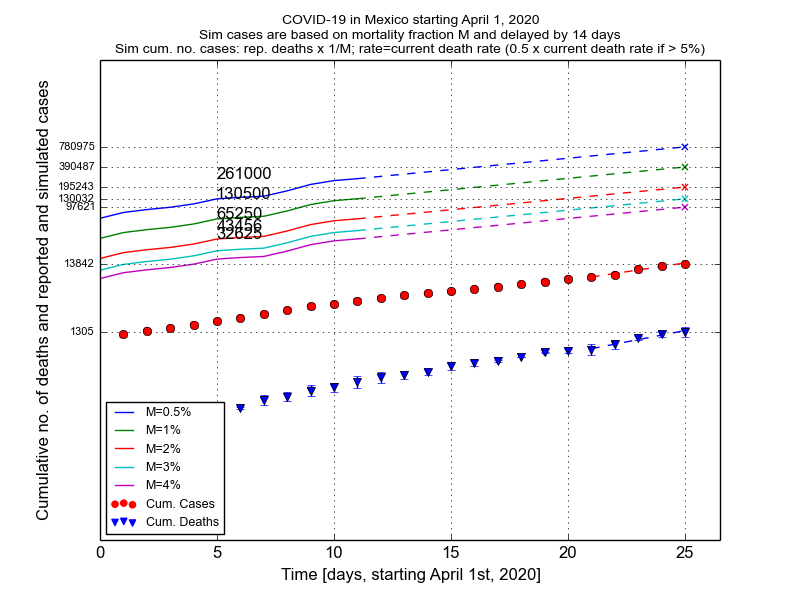 COVID-19 in Mexico starting April 1, 2020
Sim cases are based on mortality fraction M and delayed by 14 days
Sim cum. no. cases: rep. deaths x 1/M; rate=current death rate (0.5 x current death rate if > 5%)
Cumulative no. of deaths and reported and simulated cases
780975
390487
195243
130032
97621
13842
1305
261000
130500
65250
43456
32625
M=0.5%
M=1%
M=2%
M=3%
M=4%
Cum. Cases
Cum. Deaths
0 5 10 15 20 25
Time [days, starting April 1st, 2020]